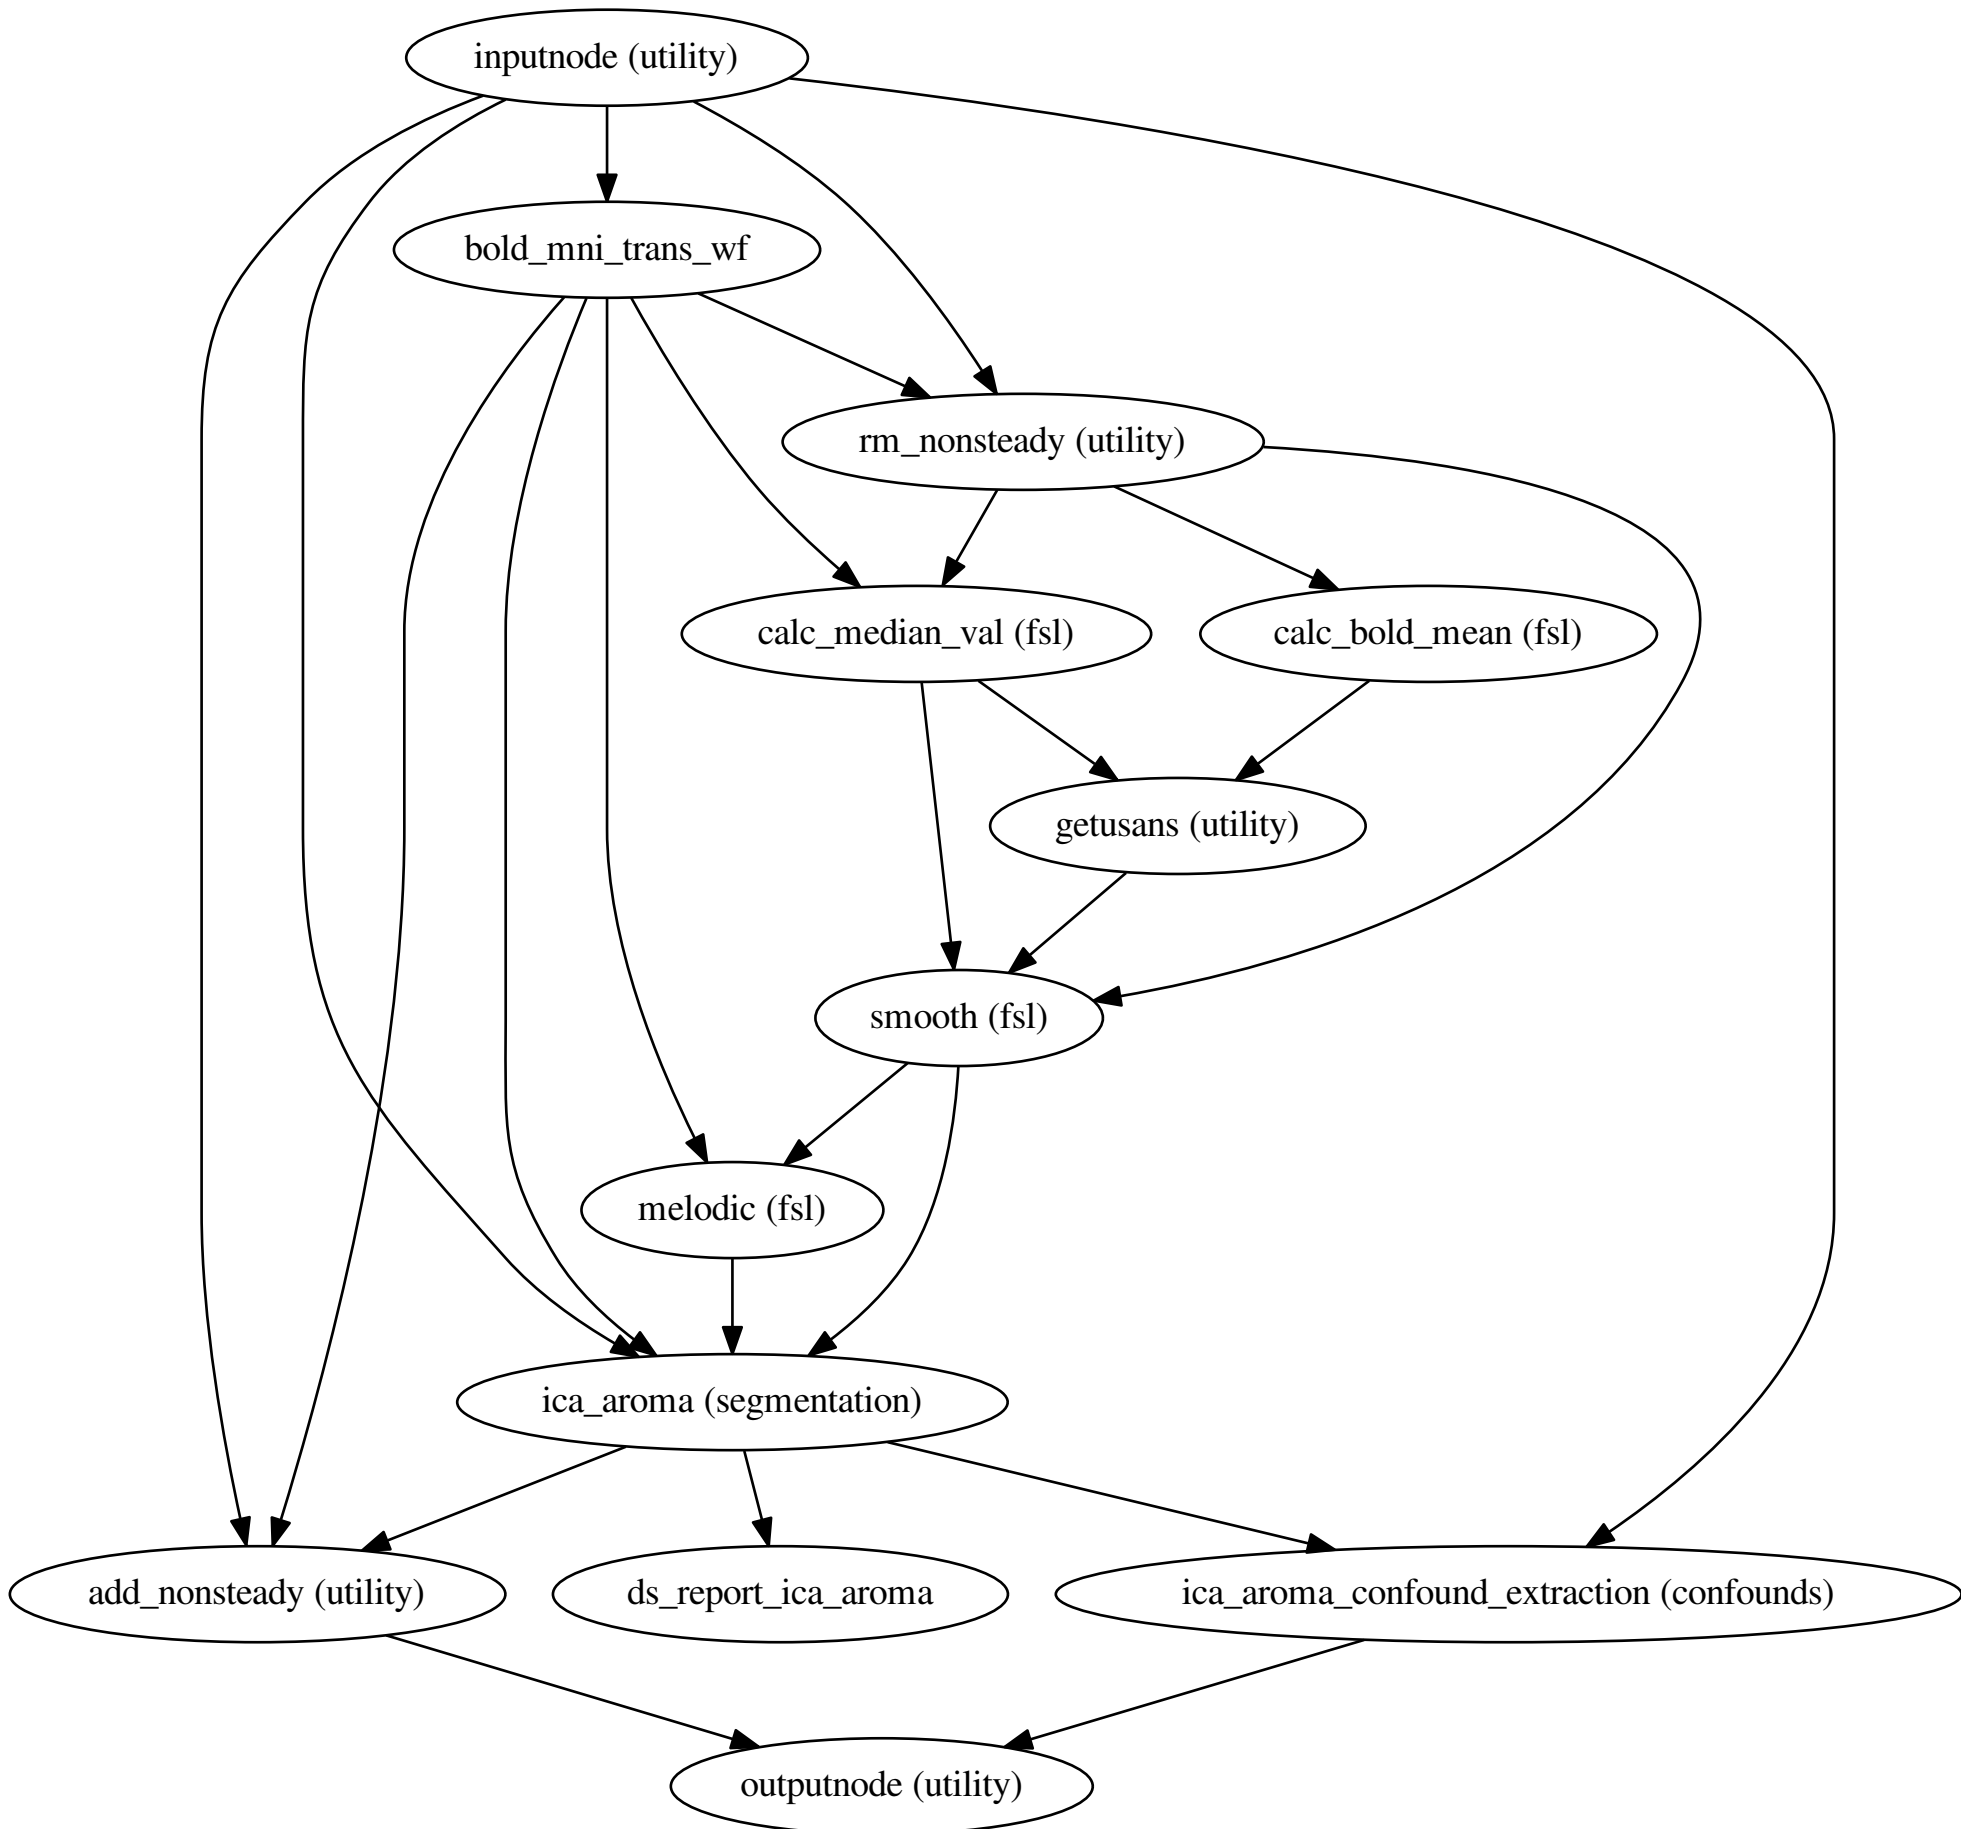 inputnode (utility)
bold_mni_trans_wf
rm_nonsteady (utility)
calc_median_val (fsl)
calc_bold_mean (fsl)
getusans (utility)
smooth (fsl)
melodic (fsl)
ica_aroma (segmentation)
add_nonsteady (utility)
ds_report_ica_aroma
ica_aroma_confound_extraction (confounds)
outputnode (utility)